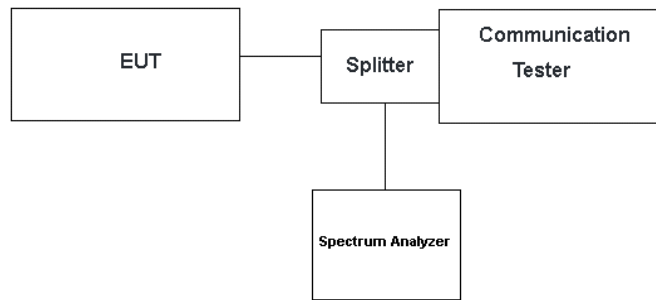 EUT
Splitter
Communication
Tester
Spectrum Analyzer